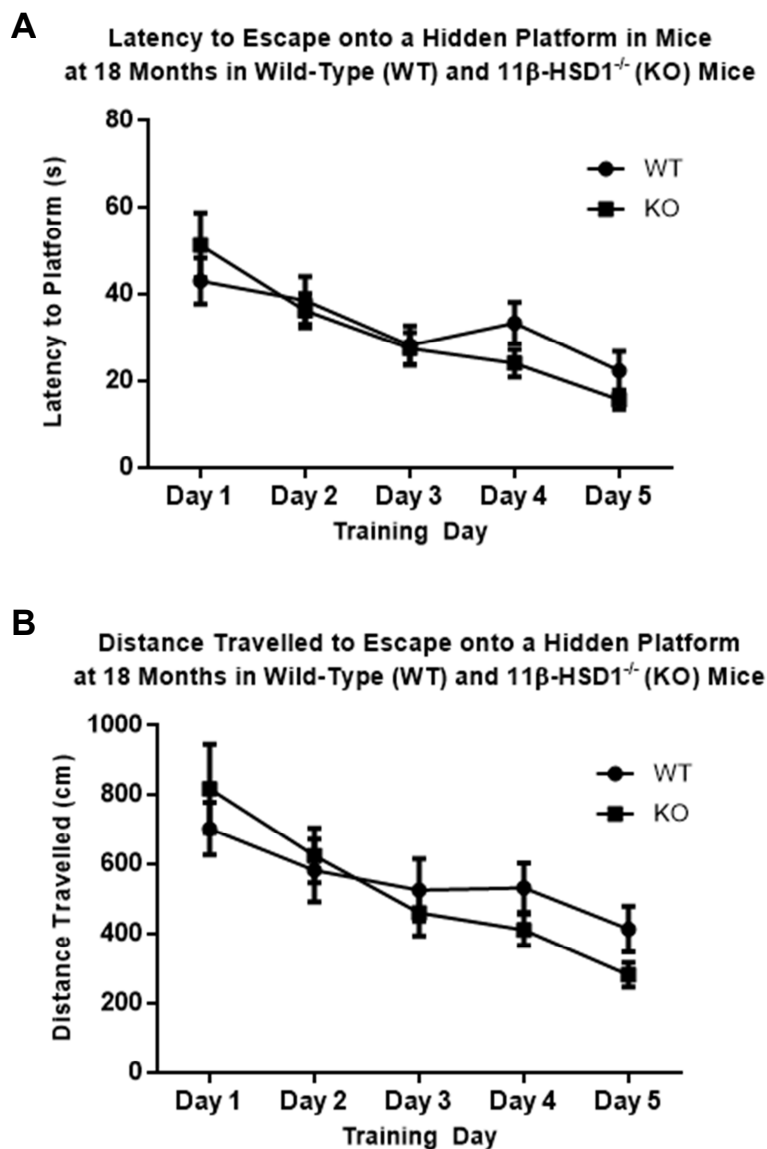 A
Latency to Escape onto a Hidden Platform in Mice
at 18 Months in Wild-Type (WT) and 11β-HSD1-/- (KO) Mice
80
60
40
20
0
Latency to Platform (s)
WT
KO
Day 1 Day 2 Day 3 Day 4 Day 5
Training Day
B
Distance Travelled to Escape onto a Hidden Platform
at 18 Months in Wild-Type (WT) and 11β-HSD1-/- (KO) Mice
1000
800
600
400
200
0
Distance Travelled (cm)
WT
KO
Day 1 Day 2 Day 3 Day 4 Day 5
Training Day